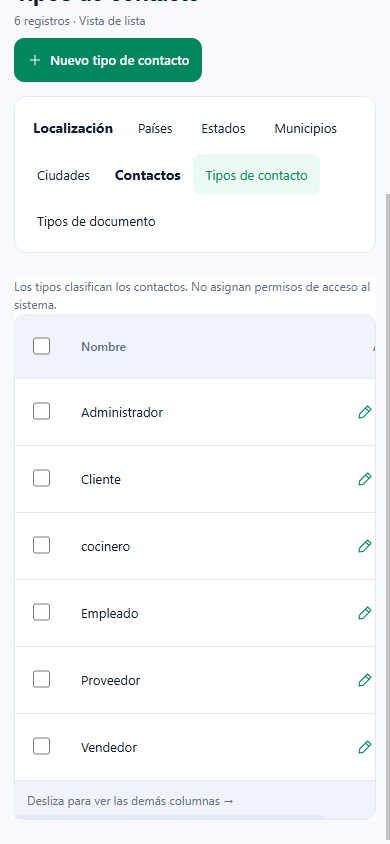 6 registros · Vista de lista
+ Nuevo tipo de contacto
Localización Países Estados Municipios
Ciudades Contactos Tipos de contacto
Tipos de documento
Los tipos clasifican los contactos. No asignan permisos de acceso al
sistema.
Nombre
Administrador
Cliente
cocinero
Empleado
Proveedor
Vendedor
Desliza para ver las demás columnas →